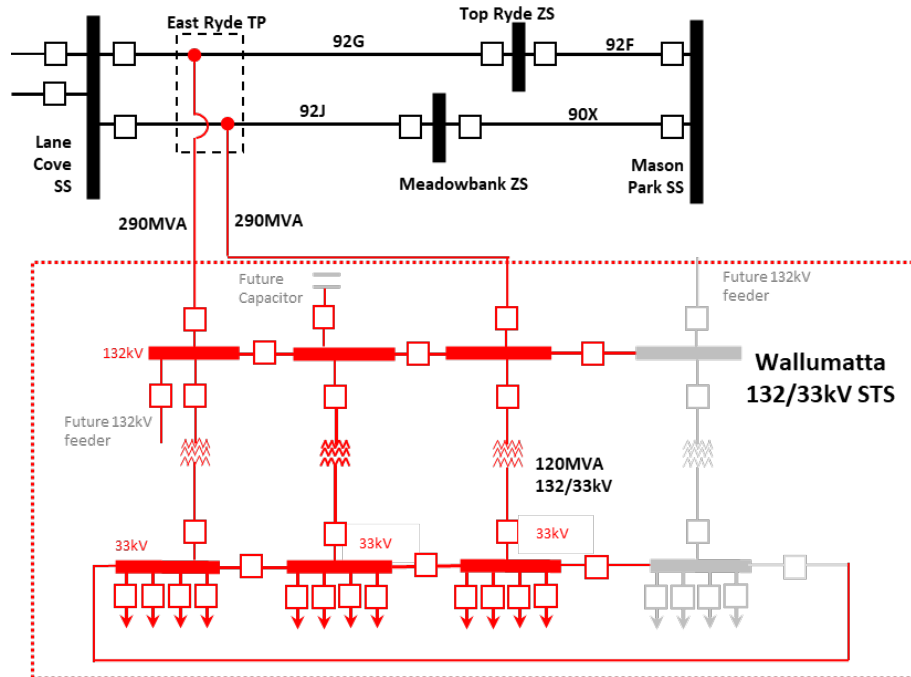 Top Ryde ZS
East Ryde TP
92G
92F
92J
90X
Lane
Cove
SS
Meadowbank ZS
Mason
Park SS
290MVA
290MVA
Future
Capacitor
Future 132kV
feeder
132kV
Wallumatta
132/33kV STS
Future 132kV
feeder
120MVA
132/33kV
33kV
33kV
33kV